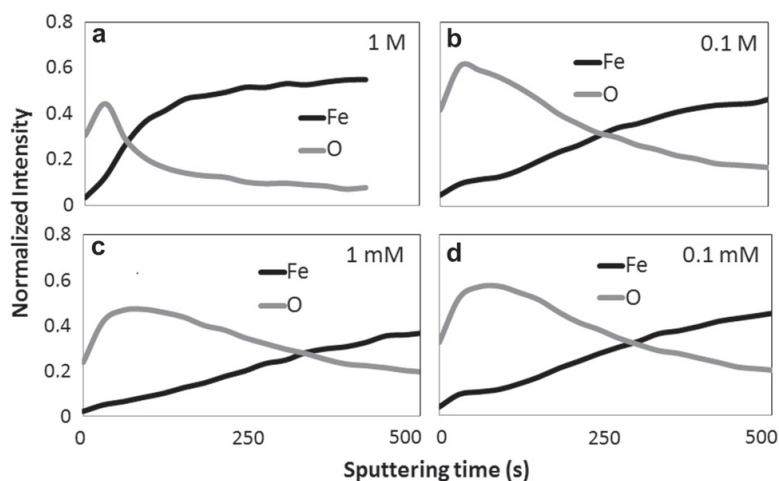 0.8
a
1 M
0.6
Fe
0.4
O
0.2
0
b
0.1 M
Fe
O
Normalized Intensity
0.8
c
1 mM
Fe
0.6
O
0.4
0.2
0
0
250
500
d
0.1 mM
Fe
O
0
250
500
Sputtering time (s)